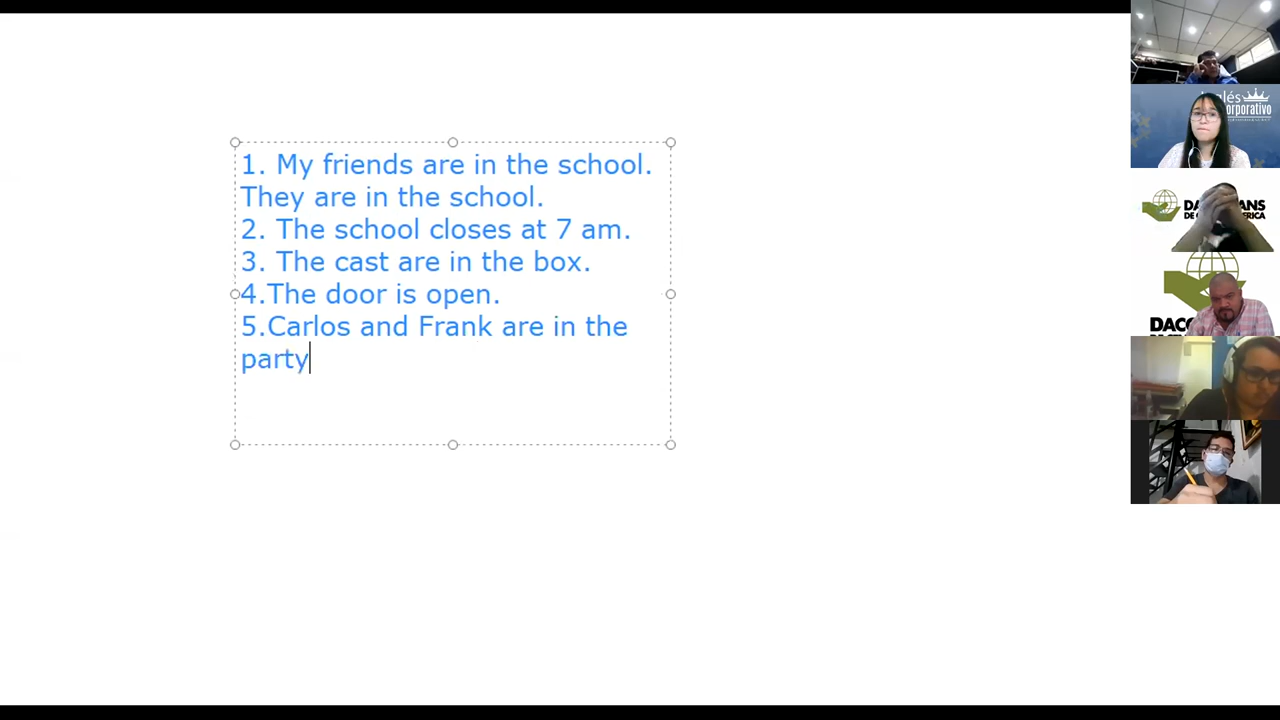 1. My friends are in the school.
They are in the school.
2. The school closes at 7 am.
3. The cast are in the box.
4.The door is open.
5.Carlos and Frank are in the
party